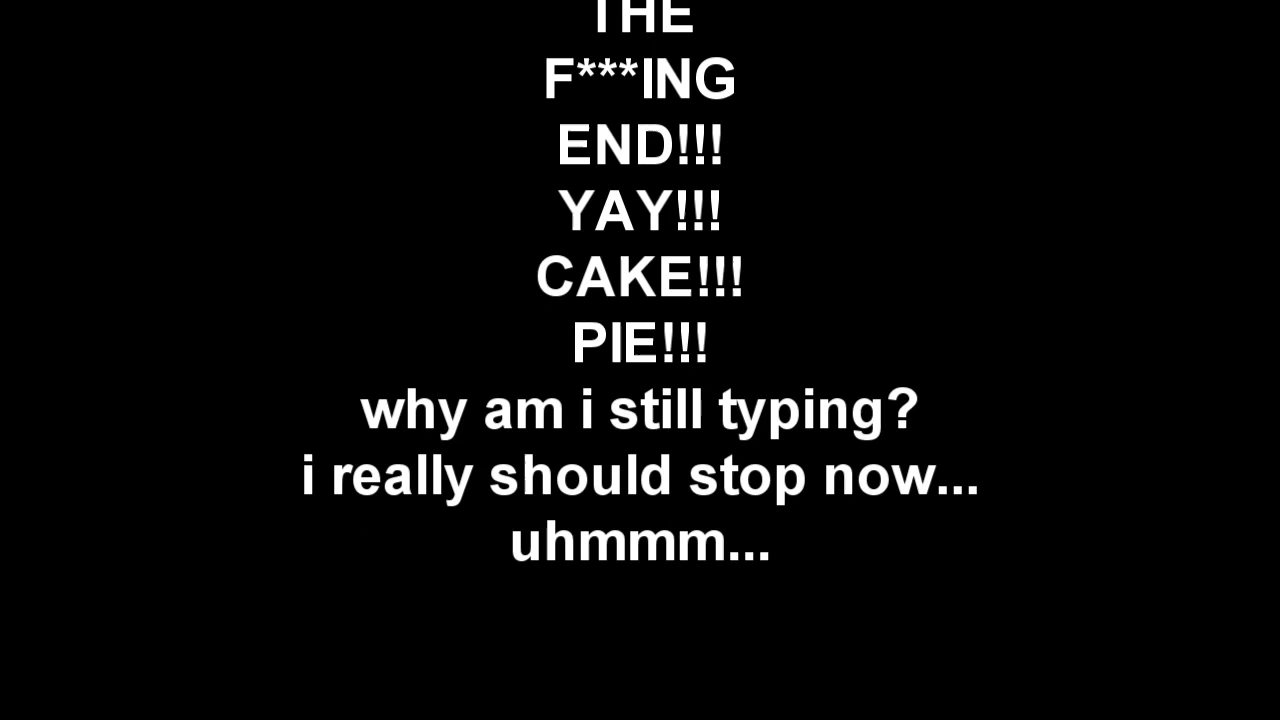 THE
F***ING
END!!!
YAY!!!
CAKE!!!
PIE!!!
why am i still typing?
i really should stop now...
uhmmm...